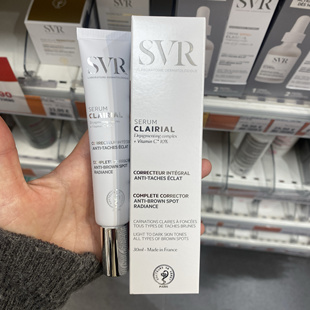 SVR
SERUM
CLAIRIAL
ANTI-TACHES ÉCLAT
RADIANCE
SVR
SERUM
CLAIRIAL
Depigmenting complex
CORRECTEUR INTÉGRAL
ANTI-TACHES ÉCLAT
COMPLETE CORRECTOR
ANTI-BROWN SPOT
RADIANCE
CARNATIONS CLAIRES À FONCÉES
TOUS TYPES DE TACHES BRUNES
LIGHT TO DARK SKIN TONES
ALL TYPES OF BROWN SPOTS
30ml - Made in France
SVR